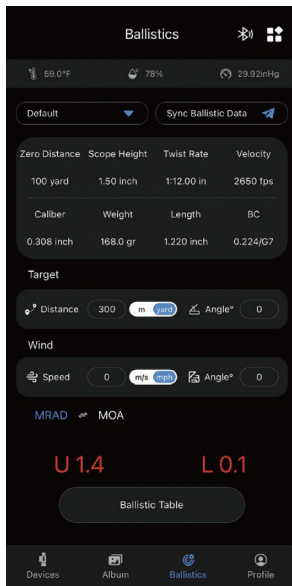 Ballistics
59.0°F 78% 29.92inHg
Default Sync Ballistic Data
Zero Distance Scope Height Twist Rate Velocity
100 yard 1.50 inch 1:12.00 in 2650 fps
Caliber Weight Length BC
0.308 inch 168.0 gr 1.220 inch 0.224/G7
Target
Distance 300 m yard Angle° 0
Wind
Speed 0 m/s mph Angle° 0
MRAD MOA
U 1.4 L 0.1
Ballistic Table
Devices Album Ballistics Profile